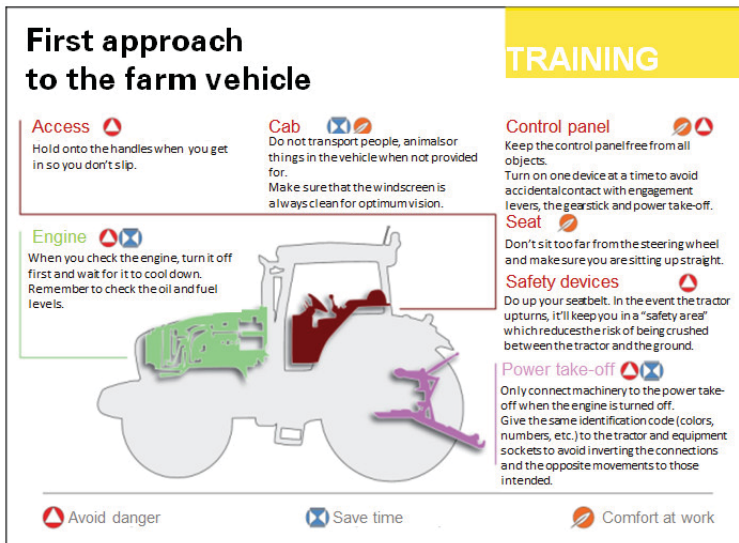 First approach
to the farm vehicle
TRAINING
Access
Hold onto the handles when you get
in so you don't slip.
Cab
Do not transport people, animalsor
things in the vehicle when not provided
for.
Make sure that the windscreen is
always clean for optimum vision.
Control panel
Keep the control panel free from all
objects.
Turn on one device at a time to avoid
accidental contact with engagement
levers, the gearstick and power take-off.
Seat
Don't sit too far from the steering wheel
and make sure you are sitting up straight.
Engine
When you check the engine, turn it off
first and wait for it to cool down.
Remember to check the oil and fuel
levels.
Safety devices
Do up your seatbelt. In the event the tractor
upturns, it'll keep you in a "safety area"
which reduces the risk of being crushed
between the tractor and the ground.
Power take-off
Only connect machinery to the power take-
off when the engine is turned off.
Give the same identification code (colors,
numbers, etc.) to the tractor and equipment
sockets to avoid inverting the connections
and the opposite movements to those
intended.
Avoid danger
Save time
Comfort at work